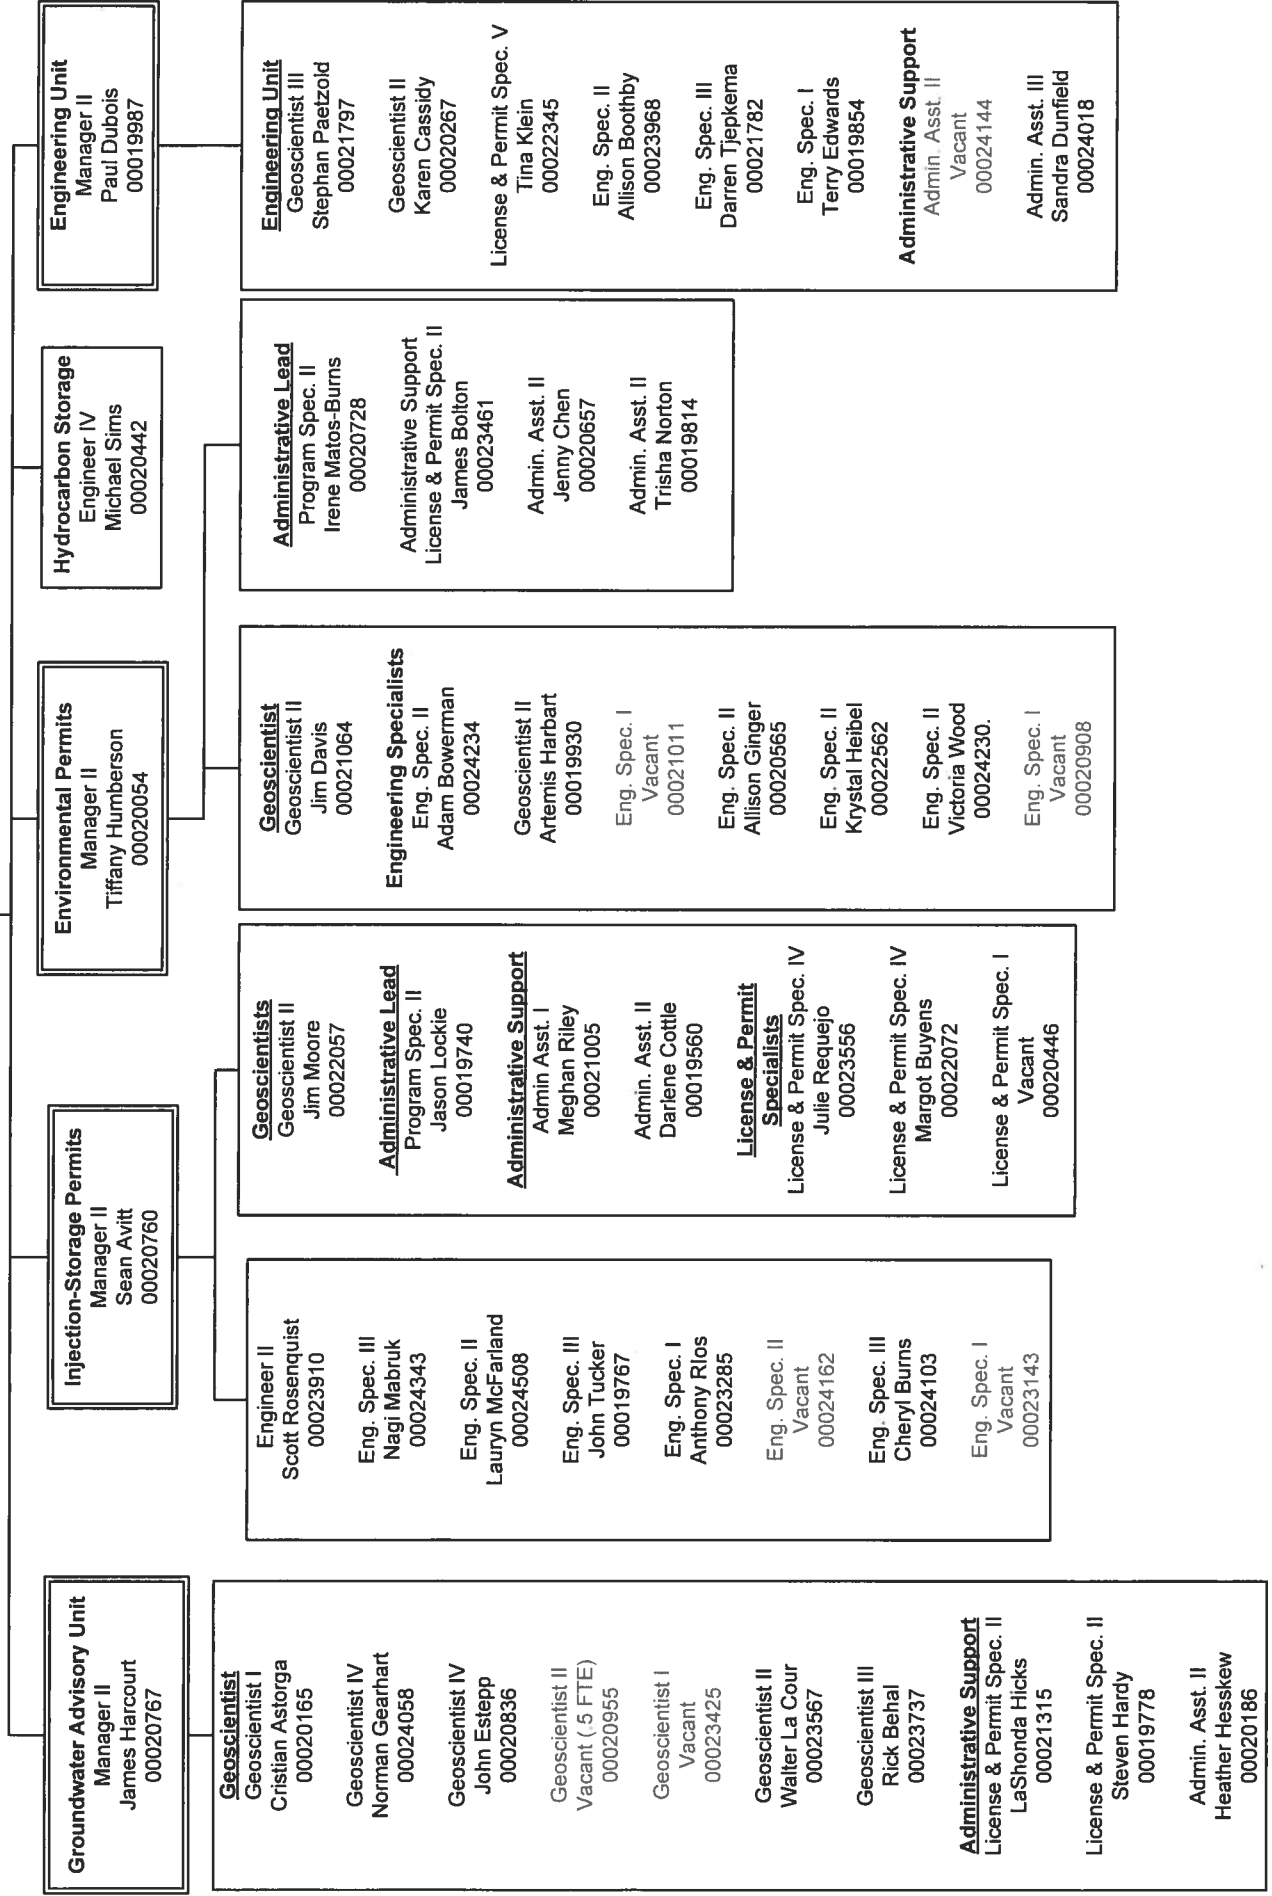 Groundwater Advisory Unit
Manager II
James Harcourt
00020767
Injection-Storage Permits
Manager II
Sean Avitt
00020760
Environmental Permits
Manager II
Tiffany Humberson
00020054
Hydrocarbon Storage
Engineer IV
Michael Sims
00020442
Engineering Unit
Manager II
Paul Dubois
00019987
Geoscientist
Geoscientist I
Cristian Astorga
00020165
Geoscientist IV
Norman Gearhart
00024058
Geoscientist IV
John Estepp
00020836
Geoscientist II
Vacant (.5 FTE)
00020955
Geoscientist I
Vacant
00023425
Geoscientist II
Walter La Cour
00023567
Geoscientist III
Rick Behal
00023737
Administrative Support
License & Permit Spec. II
LaShonda Hicks
00021315
License & Permit Spec. II
Steven Hardy
00019778
Admin. Asst. II
Heather Hesskew
00020186
Engineer II
Scott Rosenquist
00023910
Eng. Spec. III
Nagi Mabruk
00024343
Eng. Spec. II
Lauryn McFarland
00024508
Eng. Spec. III
John Tucker
00019767
Eng. Spec. I
Anthony RIos
00023285
Eng. Spec. II
Vacant
00024162
Eng. Spec. III
Cheryl Burns
00024103
Eng. Spec. I
Vacant
00023143
Geoscientists
Geoscientist II
Jim Moore
00022057
Administrative Lead
Program Spec. II
Jason Lockie
00019740
Administrative Support
Admin Asst. I
Meghan Riley
00021005
Admin. Asst. II
Darlene Cottle
00019560
License & Permit
Specialists
License & Permit Spec. IV
Julie Requejo
00023556
License & Permit Spec. IV
Margot Buyens
00022072
License & Permit Spec. I
Vacant
00020446
Geoscientist
Geoscientist II
Jim Davis
00021064
Engineering Specialists
Eng. Spec. II
Adam Bowerman
00024234
Geoscientist II
Artemis Harbart
00019930
Eng. Spec. I
Vacant
00021011
Eng. Spec. II
Allison Ginger
00020565
Eng. Spec. II
Krystal Heibel
00022562
Eng. Spec. II
Victoria Wood
00024230.
Eng. Spec. I
Vacant
00020908
Administrative Lead
Program Spec. II
Irene Matos-Burns
00020728
Administrative Support
License & Permit Spec. II
James Bolton
00023461
Admin. Asst. II
Jenny Chen
00020657
Admin. Asst. II
Trisha Norton
00019814
Engineering Unit
Geoscientist III
Stephan Paetzold
00021797
Geoscientist II
Karen Cassidy
00020267
License & Permit Spec. V
Tina Klein
00022345
Eng. Spec. II
Allison Boothby
00023968
Eng. Spec. III
Darren Tjepkema
00021782
Eng. Spec. I
Terry Edwards
00019854
Administrative Support
Admin. Asst. II
Vacant
00024144
Admin. Asst. III
Sandra Dunfield
00024018